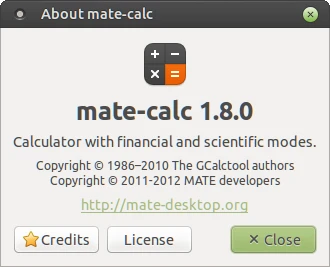 About mate-calc
mate-calc 1.8.0
Calculator with financial and scientific modes.
Copyright © 1986–2010 The GCalctool authors
Copyright © 2011-2012 MATE developers
http://mate-desktop.org
Credits
License
Close